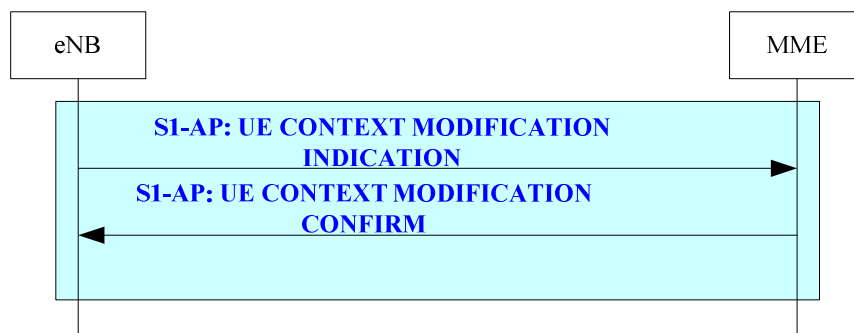 eNB
MME
S1-AP: UE CONTEXT MODIFICATION
INDICATION
S1-AP: UE CONTEXT MODIFICATION
CONFIRM